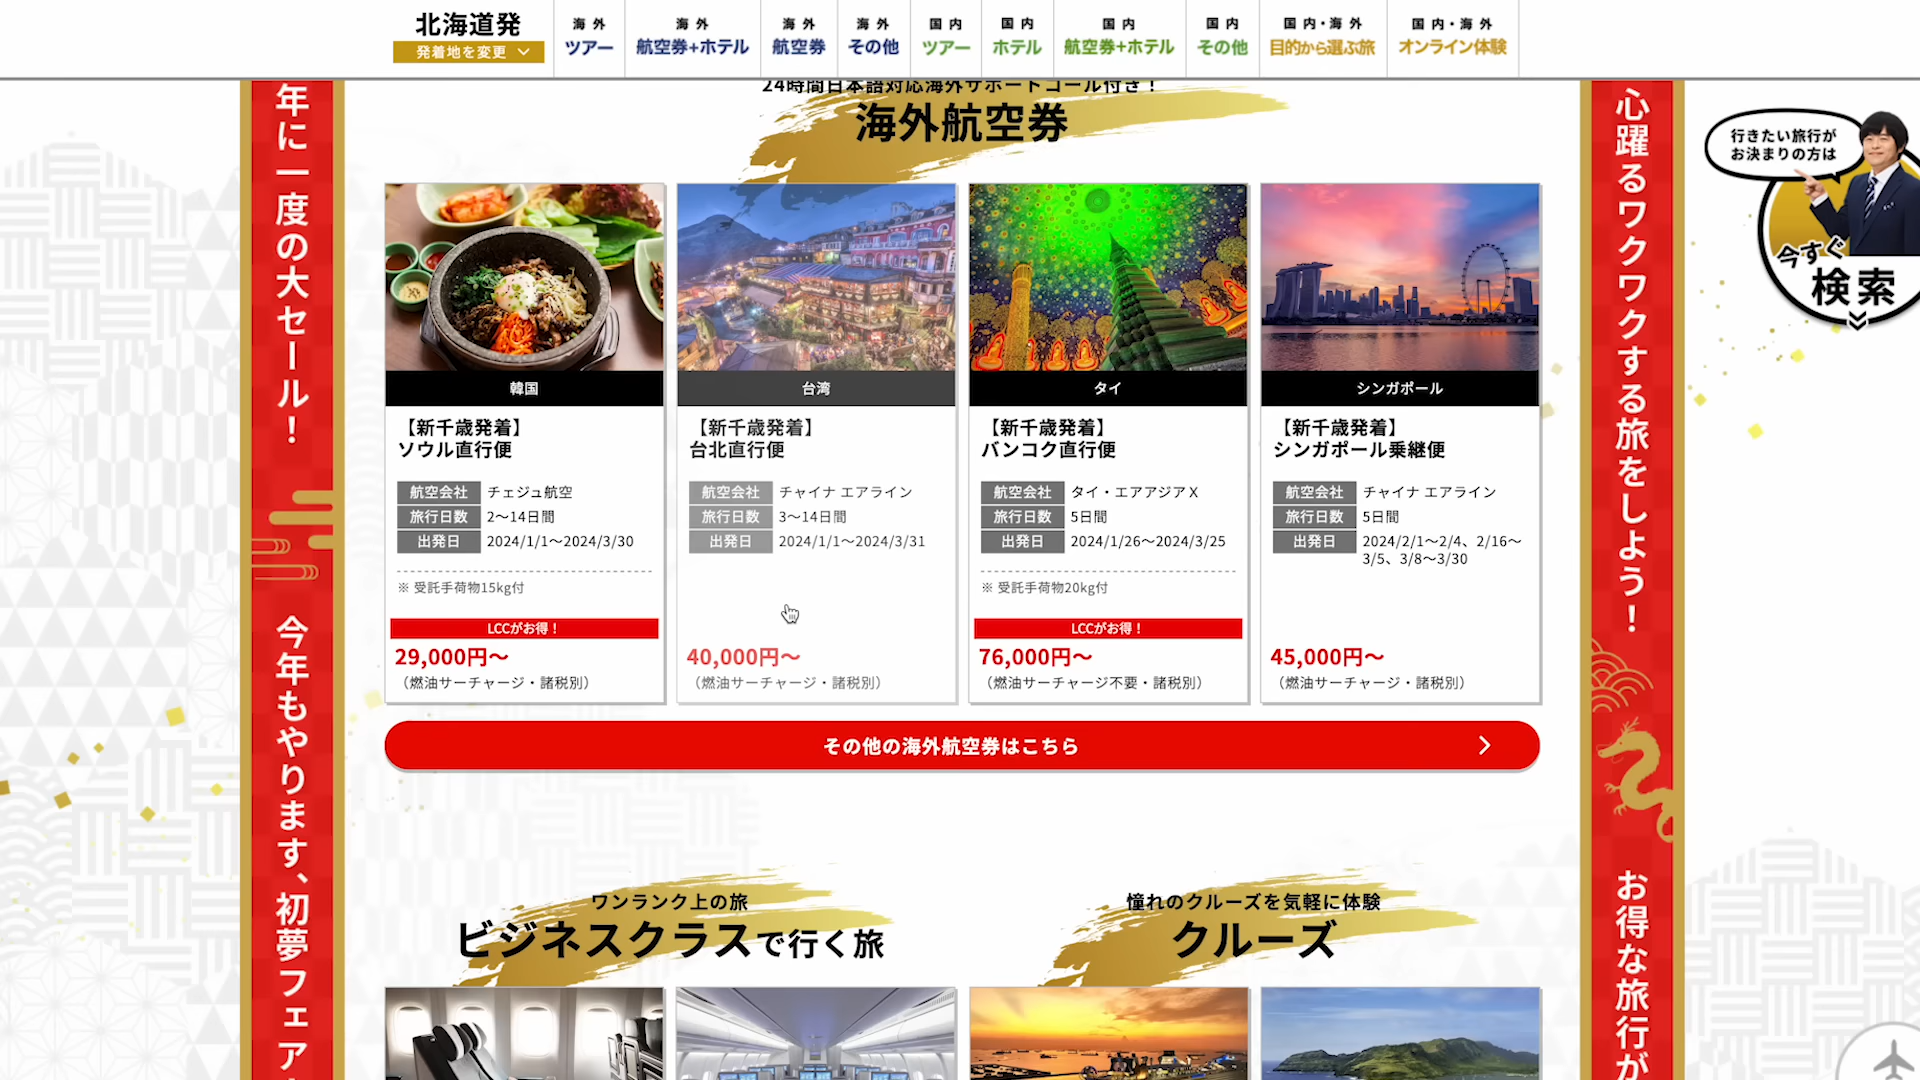 北海道発
発着地を変更
海外
ツアー
海外
航空券+ホテル
海外
航空券
海外
その他
国内
ツアー
国内
ホテル
国内
航空券+ホテル
国内
その他
国内・海外
目的から選ぶ旅
国内・海外
オンライン体験
年に一度の大セール！
今年もやります、初夢フェア
心躍るワクワクする旅をしよう！
お得な旅行が
行きたい旅行が
お決まりの方は
今すぐ
検索
24時間日本語対応海外サポートコール付き！
海外航空券
韓国
【新千歳発着】
ソウル直行便
航空会社 チェジュ航空
旅行日数 2～14日間
出発日 2024/1/1～2024/3/30
※ 受託手荷物15kg付
LCCがお得！
29,000円～
（燃油サーチャージ・諸税別）
台湾
【新千歳発着】
台北直行便
航空会社 チャイナ エアライン
旅行日数 3～14日間
出発日 2024/1/1～2024/3/31
40,000円～
（燃油サーチャージ・諸税別）
タイ
【新千歳発着】
バンコク直行便
航空会社 タイ・エアアジアＸ
旅行日数 5日間
出発日 2024/1/26～2024/3/25
※ 受託手荷物20kg付
LCCがお得！
76,000円～
（燃油サーチャージ不要・諸税別）
シンガポール
【新千歳発着】
シンガポール乗継便
航空会社 チャイナ エアライン
旅行日数 5日間
出発日 2024/2/1～2/4、2/16～
3/5、3/8～3/30
45,000円～
（燃油サーチャージ・諸税別）
その他の海外航空券はこちら
ワンランク上の旅
ビジネスクラスで行く旅
憧れのクルーズを気軽に体験
クルーズ